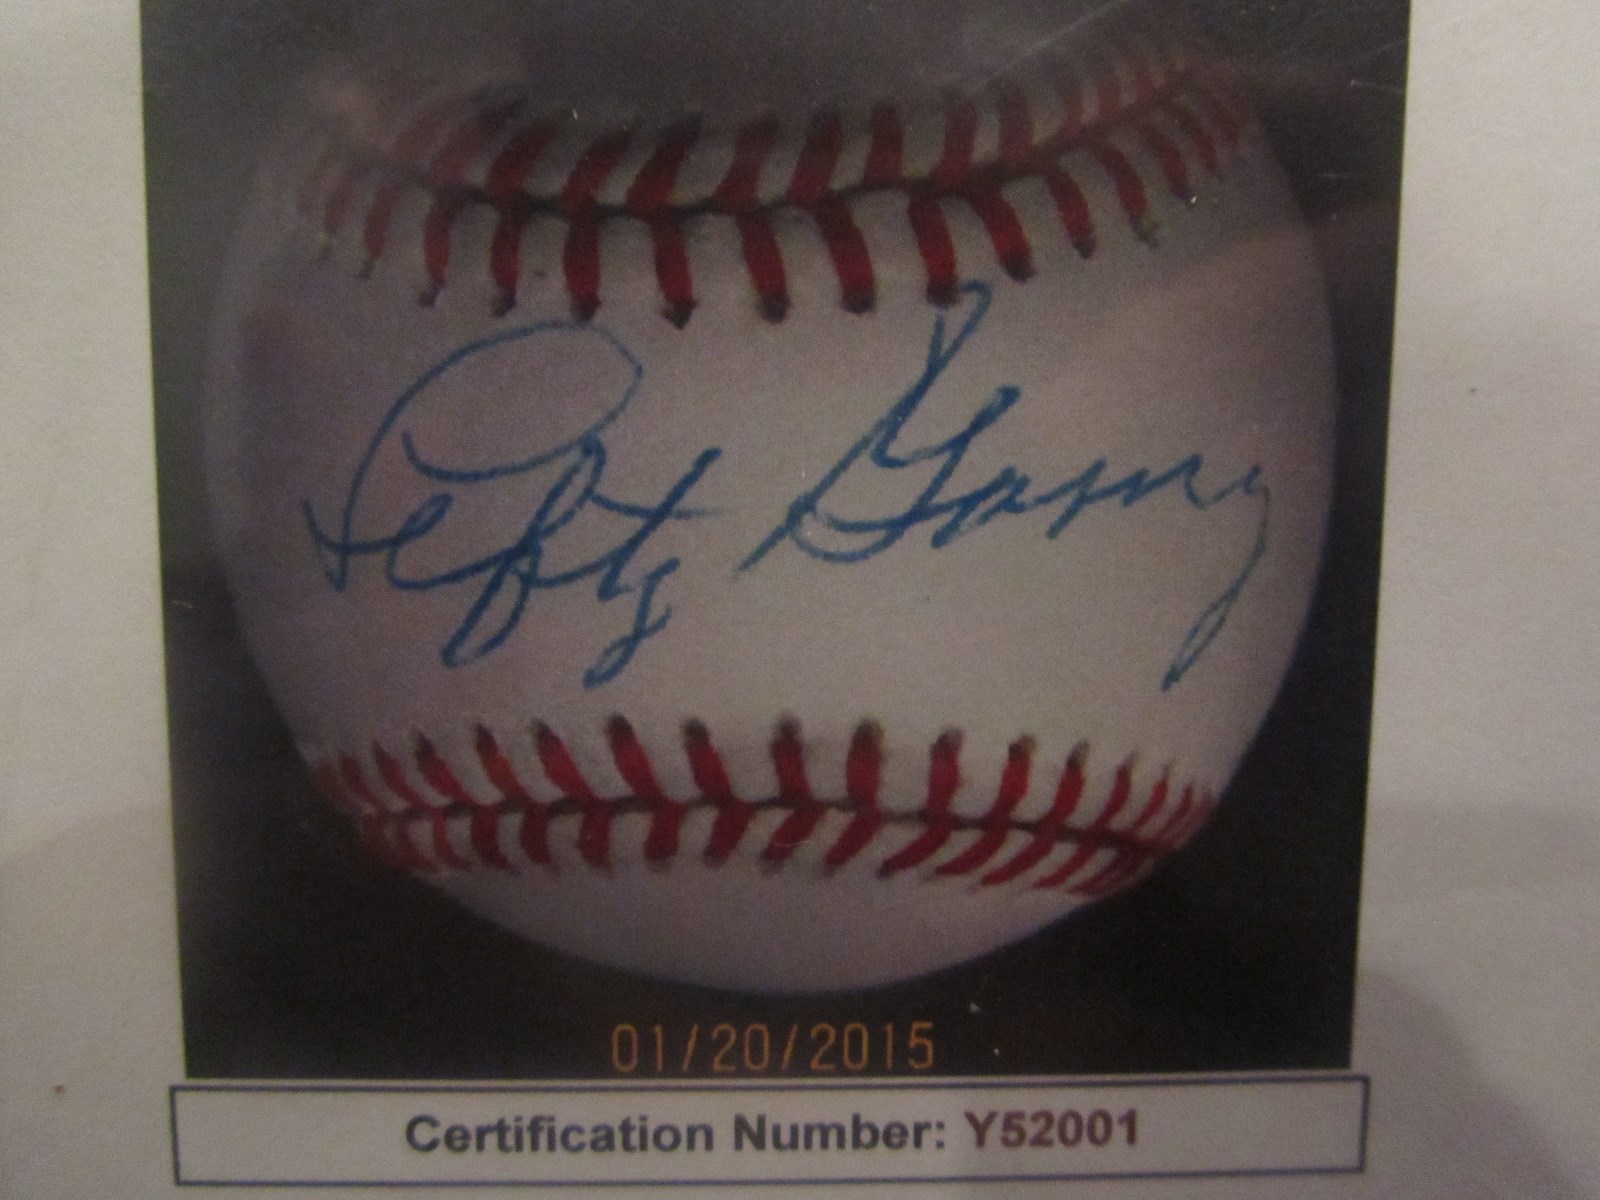 Lefty Gomez
01/20/2015
Certification Number: Y52001